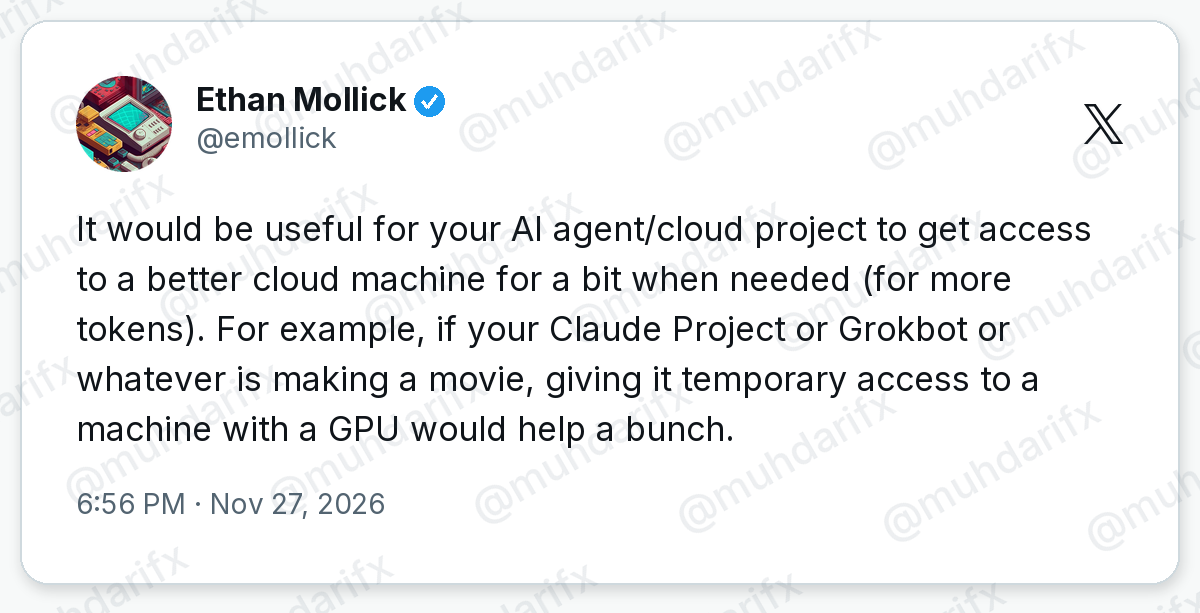 Ethan Mollick
@emollick
It would be useful for your AI agent/cloud project to get access
to a better cloud machine for a bit when needed (for more
tokens). For example, if your Claude Project or Grokbot or
whatever is making a movie, giving it temporary access to a
machine with a GPU would help a bunch.
6:56 PM · Nov 27, 2026
@muhdarifx